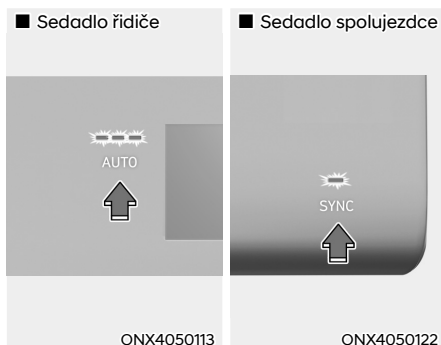 ■ Sedadlo řidiče
AUTO
ONX4050113
■ Sedadlo spolujezdce
SYNC
ONX4050122